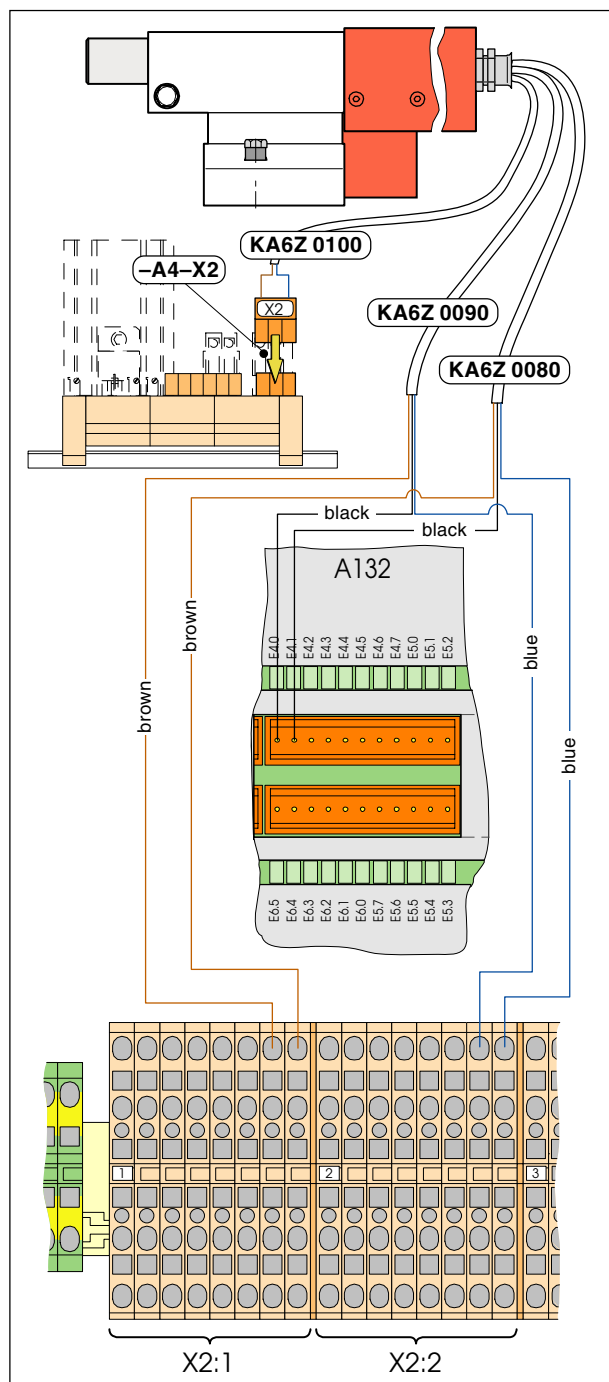 KA6Z 0100
–A4–X2
X2
KA6Z 0090
KA6Z 0080
black
black
A132
brown
brown
blue
blue
E4.0
E4.1
E4.2
E4.3
E4.4
E4.5
E4.6
E4.7
E5.0
E5.1
E5.2
E6.5
E6.4
E6.3
E6.2
E6.1
E6.0
E5.7
E5.6
E5.5
E5.4
E5.3
1
2
3
X2:1
X2:2